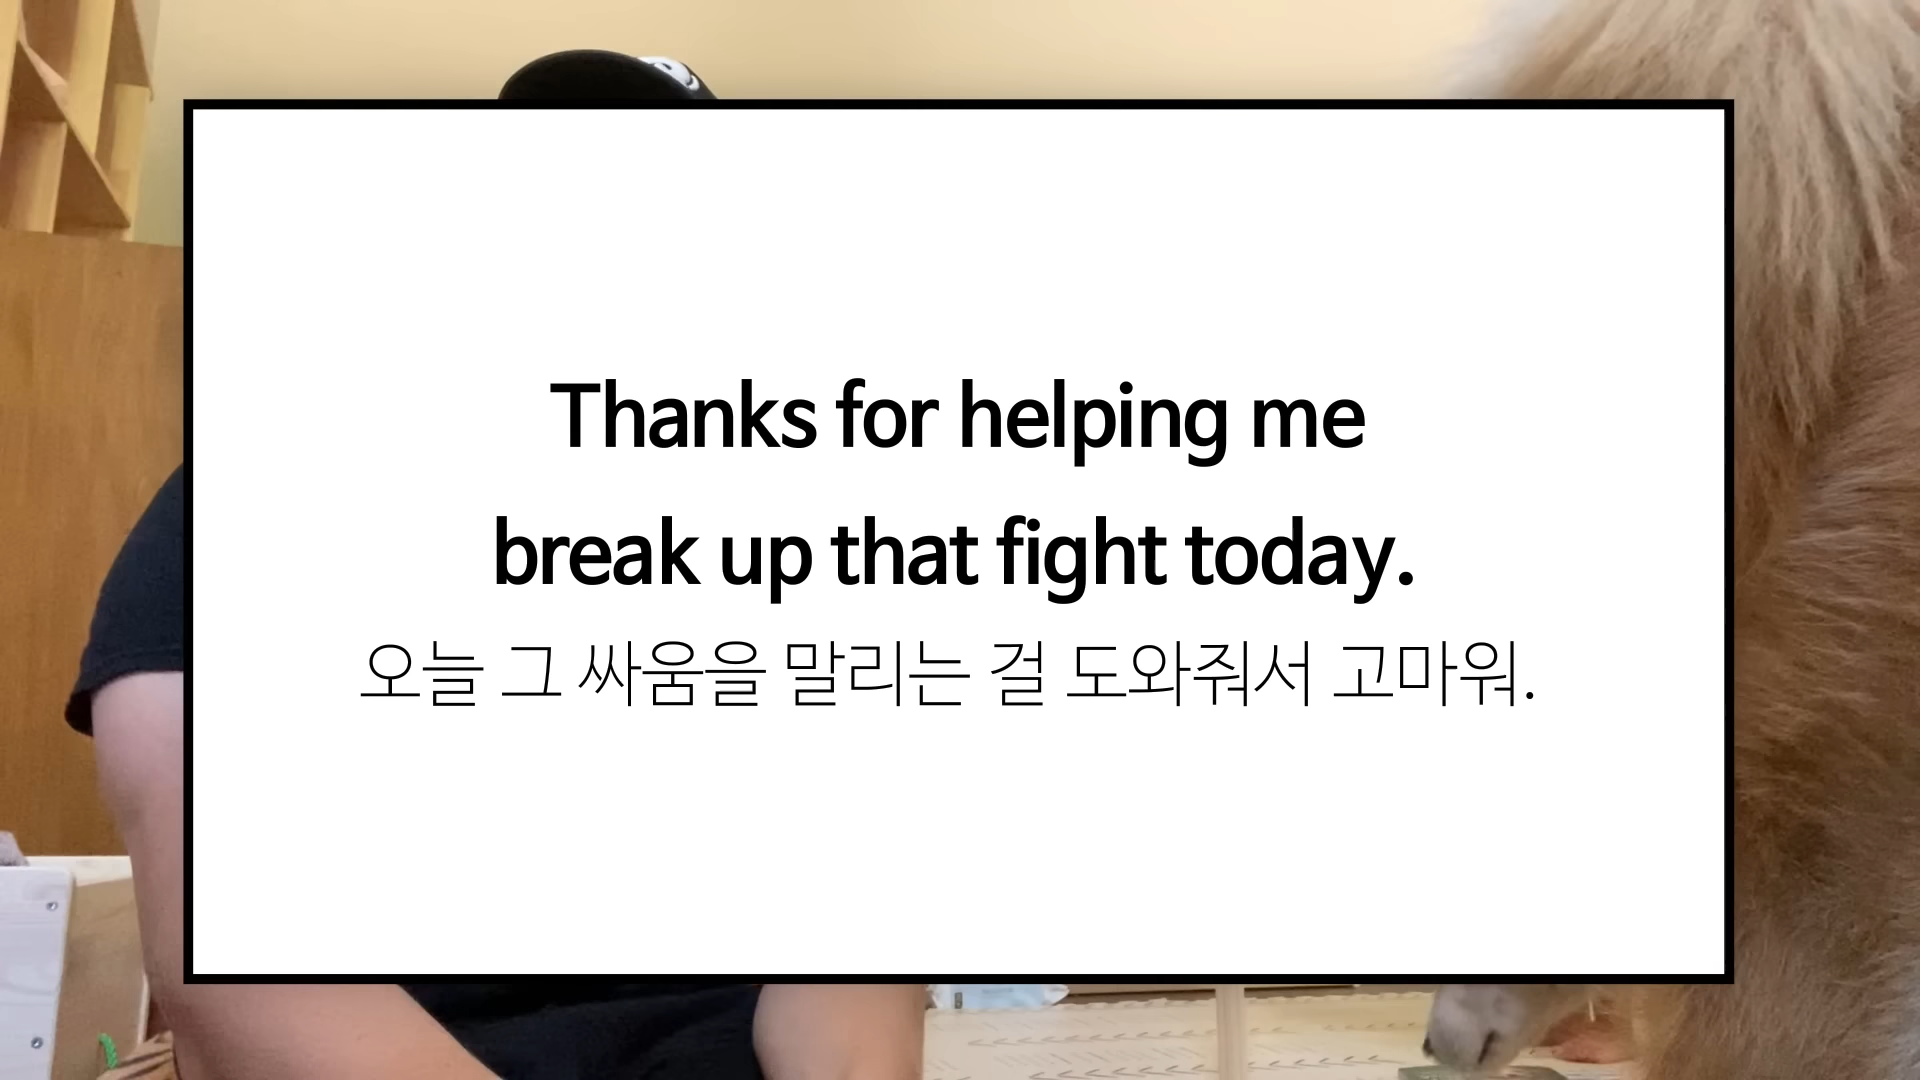 Thanks for helping me
break up that fight today.
오늘 그 싸움을 말리는 걸 도와줘서 고마워.